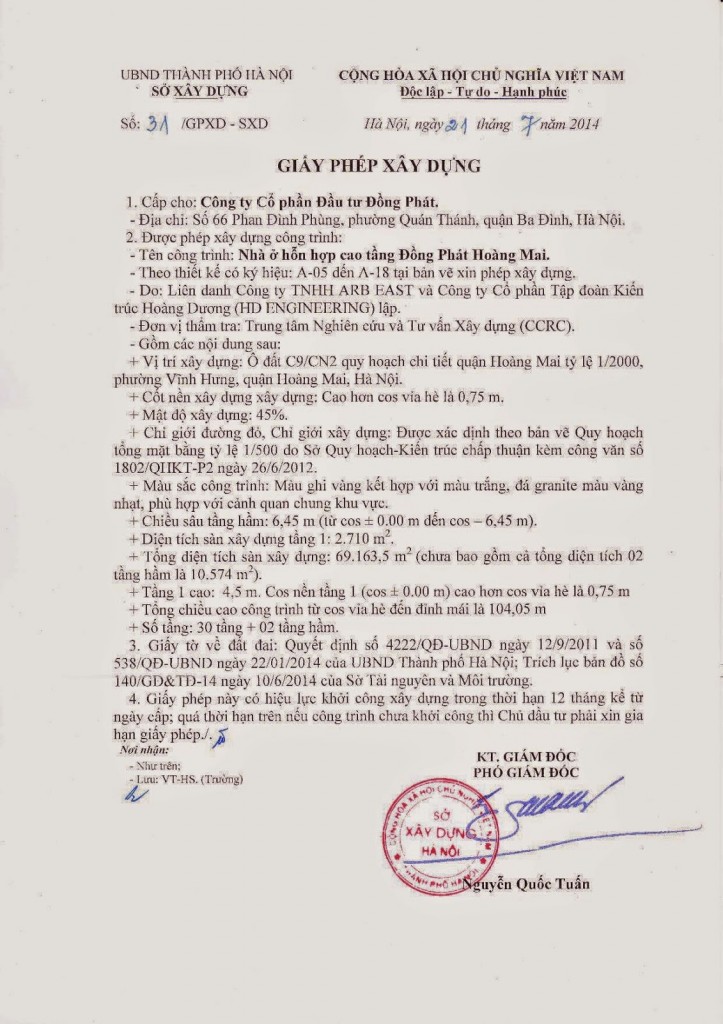 UBND THÀNH PHỐ HÀ NỘI
SỞ XÂY DỰNG
CỘNG HÒA XÃ HỘI CHỦ NGHĨA VIỆT NAM
Độc lập - Tự do - Hạnh phúc
Số: 31 /GPXD - SXD
Hà Nội, ngày 21 tháng 7 năm 2014
GIẤY PHÉP XÂY DỰNG
1. Cấp cho: Công ty Cổ phần Đầu tư Đồng Phát.
- Địa chỉ: Số 66 Phan Đình Phùng, phường Quán Thánh, quận Ba Đình, Hà Nội.
2. Được phép xây dựng công trình:
- Tên công trình: Nhà ở hỗn hợp cao tầng Đồng Phát Hoàng Mai.
- Theo thiết kế có ký hiệu: A-05 đến A-18 tại bản vẽ xin phép xây dựng.
- Do: Liên danh Công ty TNHH ARB EAST và Công ty Cổ phần Tập đoàn Kiến
trúc Hoàng Dương (HD ENGINEERING) lập.
- Đơn vị thẩm tra: Trung tâm Nghiên cứu và Tư vấn Xây dựng (CCRC).
- Gồm các nội dung sau:
+ Vị trí xây dựng: Ô đất C9/CN2 quy hoạch chi tiết quận Hoàng Mai tỷ lệ 1/2000,
phường Vĩnh Hưng, quận Hoàng Mai, Hà Nội.
+ Cốt nền xây dựng xây dựng: Cao hơn cos vỉa hè là 0,75 m.
+ Mật độ xây dựng: 45%.
+ Chỉ giới đường đỏ, Chỉ giới xây dựng: Được xác định theo bản vẽ Quy hoạch
tổng mặt bằng tỷ lệ 1/500 do Sở Quy hoạch-Kiến trúc chấp thuận kèm công văn số
1802/QHKT-P2 ngày 26/6/2012.
+ Màu sắc công trình: Màu ghi vàng kết hợp với màu trắng, đá granite màu vàng
nhạt, phù hợp với cảnh quan chung khu vực.
+ Chiều sâu tầng hầm: 6,45 m (từ cos ± 0.00 m đến cos – 6,45 m).
+ Diện tích sàn xây dựng tầng 1: 2.710 m².
+ Tổng diện tích sàn xây dựng: 69.163,5 m² (chưa bao gồm cả tổng diện tích 02
tầng hầm là 10.574 m²).
+ Tầng 1 cao: 4,5 m. Cos nền tầng 1 (cos ± 0.00 m) cao hơn cos vỉa hè là 0,75 m
+ Tổng chiều cao công trình từ cos vỉa hè đến đỉnh mái là 104,05 m
+ Số tầng: 30 tầng + 02 tầng hầm.
3. Giấy tờ về đất đai: Quyết định số 4222/QĐ-UBND ngày 12/9/2011 và số
538/QĐ-UBND ngày 22/01/2014 của UBND Thành phố Hà Nội; Trích lục bản đồ số
140/GD&TĐ-14 ngày 10/6/2014 của Sở Tài nguyên và Môi trường.
4. Giấy phép này có hiệu lực khởi công xây dựng trong thời hạn 12 tháng kể từ
ngày cấp; quá thời hạn trên nếu công trình chưa khởi công thì Chủ đầu tư phải xin gia
hạn giấy phép./.
Nơi nhận:
- Như trên;
- Lưu: VT-HS. (Trường)
KT. GIÁM ĐỐC
PHÓ GIÁM ĐỐC
CỘNG HÒA XÃ HỘI CHỦ NGHĨA VIỆT NAM
SỞ
XÂY DỰNG
HÀ NỘI
THÀNH PHỐ HÀ NỘI
Nguyễn Quốc Tuấn